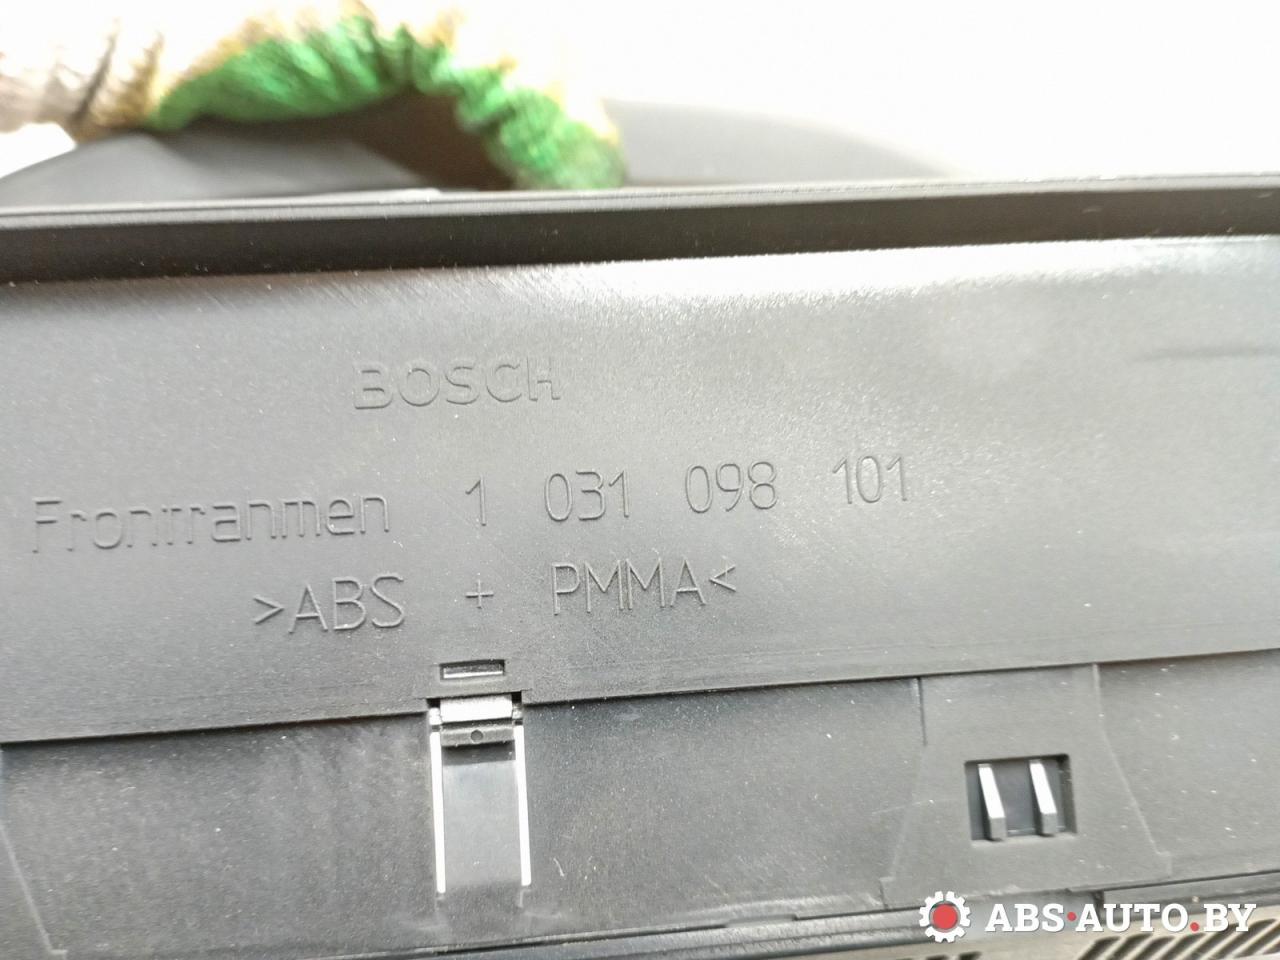 BOSCH
Frontrahmen 1 031 098 101
>ABS + PMMA<
ABS·AUTO.BY